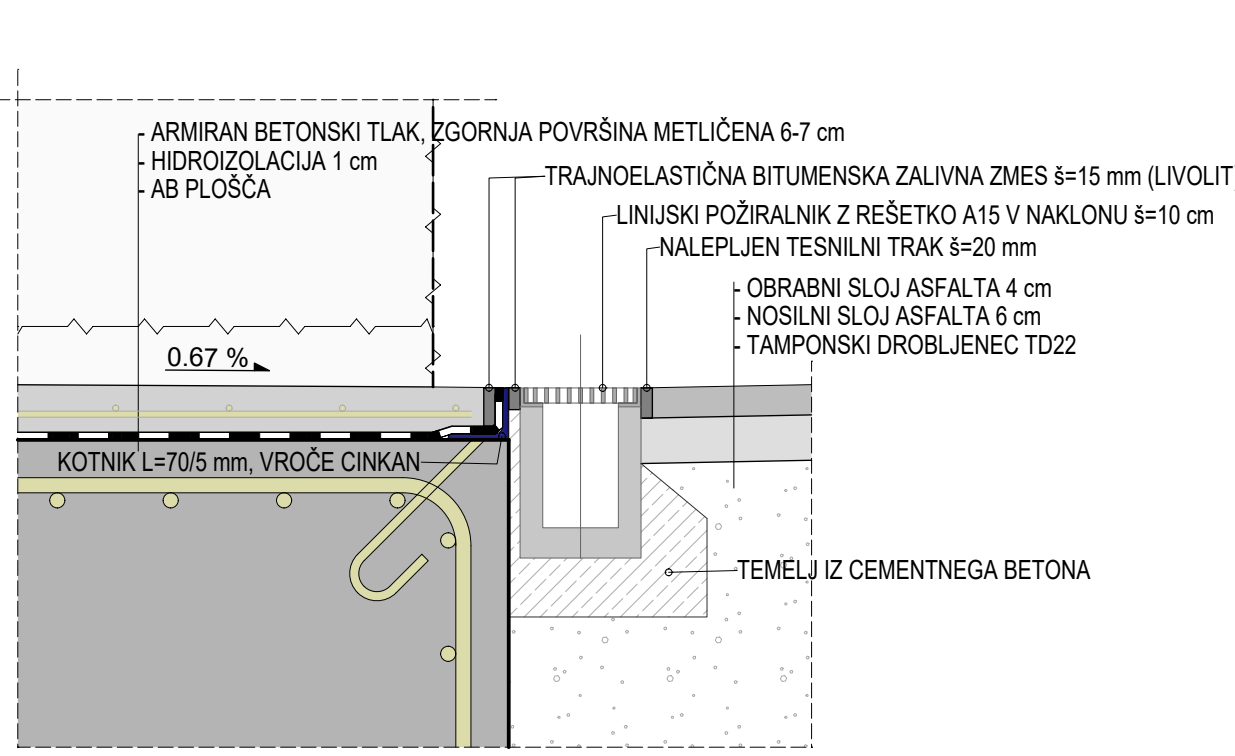 - ARMIRAN BETONSKI TLAK, ZGORNJA POVRŠINA METLIČENA 6-7 cm
- HIDROIZOLACIJA 1 cm
- AB PLOŠČA
TRAJNOELASTIČNA BITUMENSKA ZALIVNA ZMES š=15 mm (LIVOLIT)
LINIJSKI POŽIRALNIK Z REŠETKO A15 V NAKLONU š=10 cm
NALEPLJEN TESNILNI TRAK š=20 mm
- OBRABNI SLOJ ASFALTA 4 cm
- NOSILNI SLOJ ASFALTA 6 cm
- TAMPONSKI DROBLJENEC TD22
0.67 %
KOTNIK L=70/5 mm, VROČE CINKAN
TEMELJ IZ CEMENTNEGA BETONA